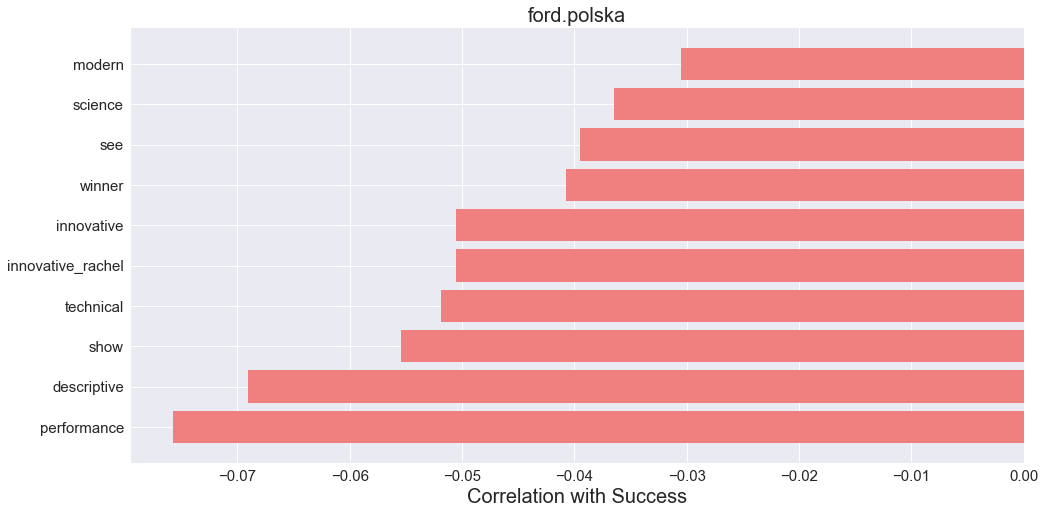 ford.polska
modern
science
see
winner
innovative
innovative_rachel
technical
show
descriptive
performance
−0.07 −0.06 −0.05 −0.04 −0.03 −0.02 −0.01 0.00
Correlation with Success